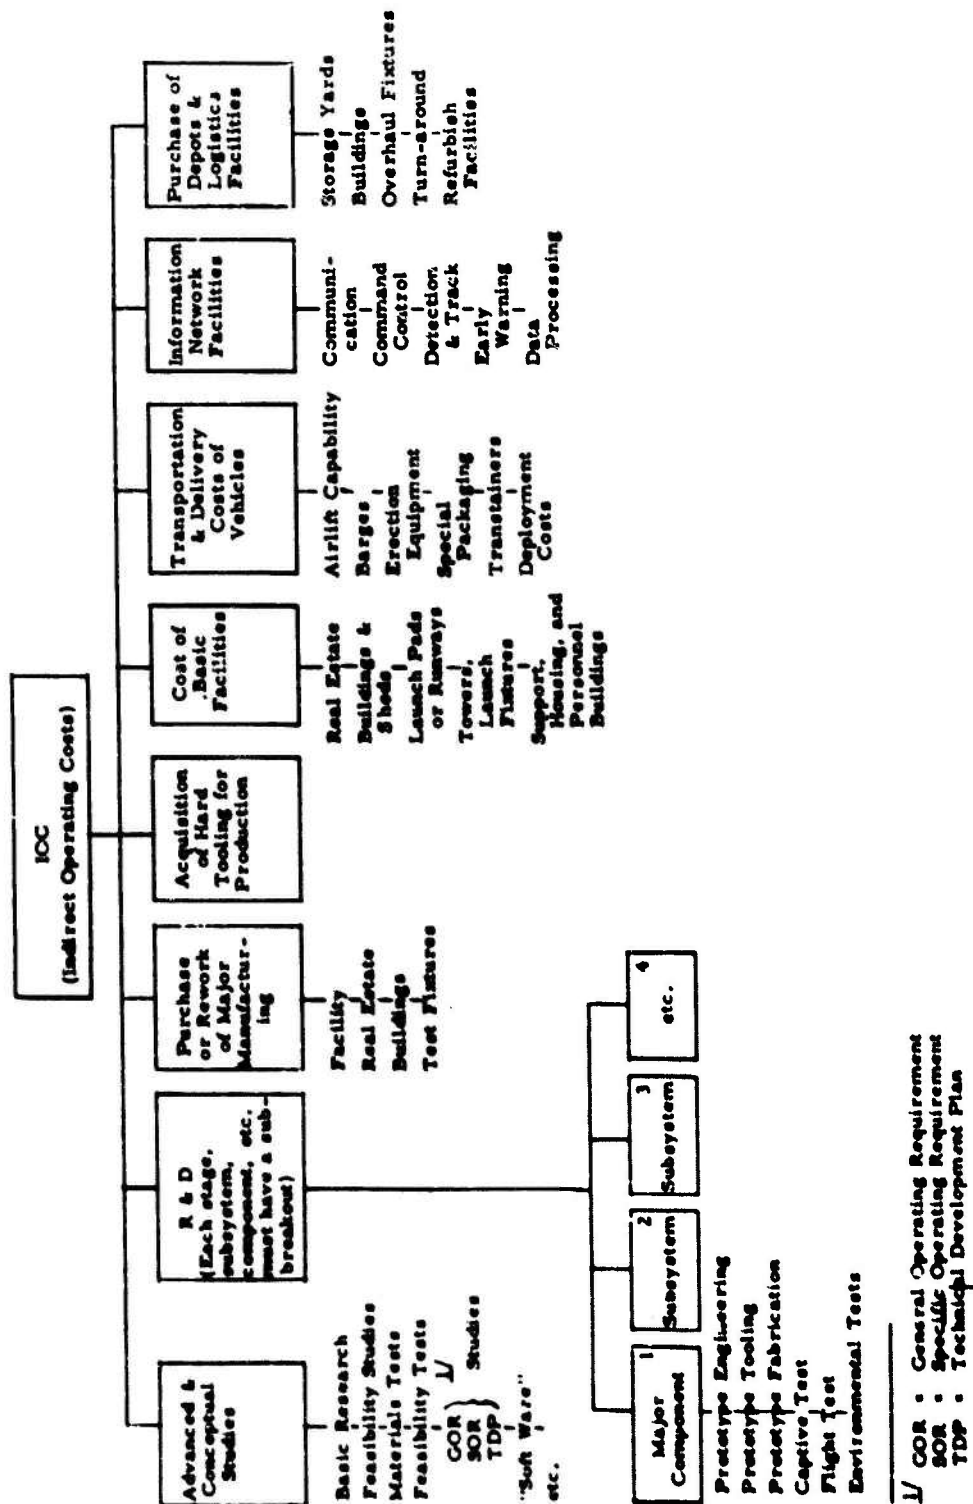 IOC
(Indirect Operating Costs)
Advanced &
Conceptual
Studies
Basic Research
Feasibility Studies
Materials Tests
Feasibility Tests
GOR
SOR
TDP
1/
Studies
"Soft Ware"
etc.
R & D
(Each stage,
subsystem,
component, etc.
must have a sub-
breakout)
Major
Component
1
Prototype Engineering
Prototype Tooling
Prototype Fabrication
Captive Test
Flight Test
Environmental Tests
Subsystem
2
Subsystem
3
etc.
4
Purchase
or Rework
of Major
Manufactur-
ing
Facility
Real Estate
Buildings
Test Fixtures
Acquisition
of Hard
Tooling for
Production
Cost of
Basic
Facilities
Real Estate
Buildings &
Sheds
Launch Pads
or Runways
Towers,
Launch
Fixtures
Support,
Housing, and
Personnel
Buildings
Transportation
& Delivery
Costs of
Vehicles
Airlift Capability
Barges
Erection
Equipment
Special
Packaging
Transtainers
Deployment
Costs
Information
Network
Facilities
Communi-
cation
Command
Control
Detection
& Track
Early
Warning
Data
Processing
Purchase of
Depots &
Logistics
Facilities
Storage Yards
Buildings
Overhaul Fixtures
Turn-around
Refurbish
Facilities
1/
GOR = General Operating Requirement
SOR = Specific Operating Requirement
TDP = Technical Development Plan